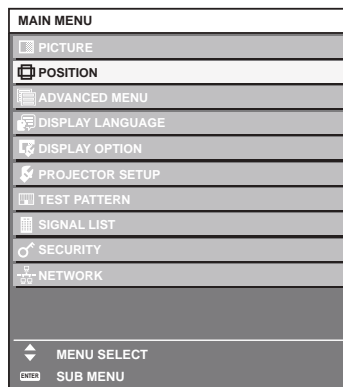 MAIN MENU
PICTURE
POSITION
ADVANCED MENU
DISPLAY LANGUAGE
DISPLAY OPTION
PROJECTOR SETUP
TEST PATTERN
SIGNAL LIST
SECURITY
NETWORK
MENU SELECT
ENTER SUB MENU